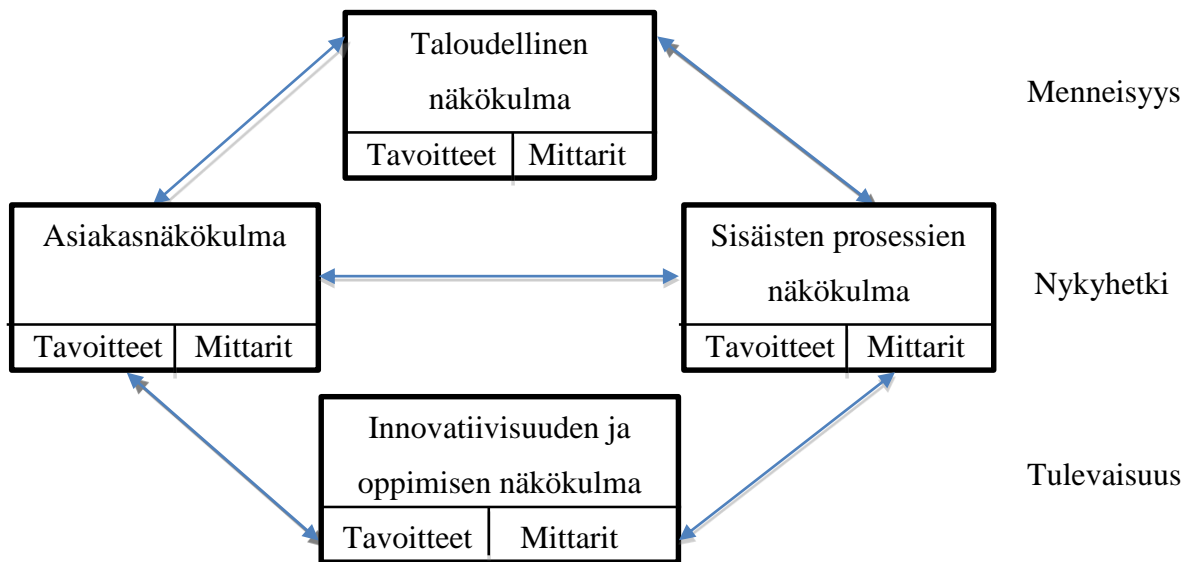 Taloudellinen
näkökulma
Tavoitteet Mittarit
Menneisyys
Asiakasnäkökulma
Tavoitteet Mittarit
Sisäisten prosessien
näkökulma
Tavoitteet Mittarit
Nykyhetki
Innovatiivisuuden ja
oppimisen näkökulma
Tavoitteet Mittarit
Tulevaisuus